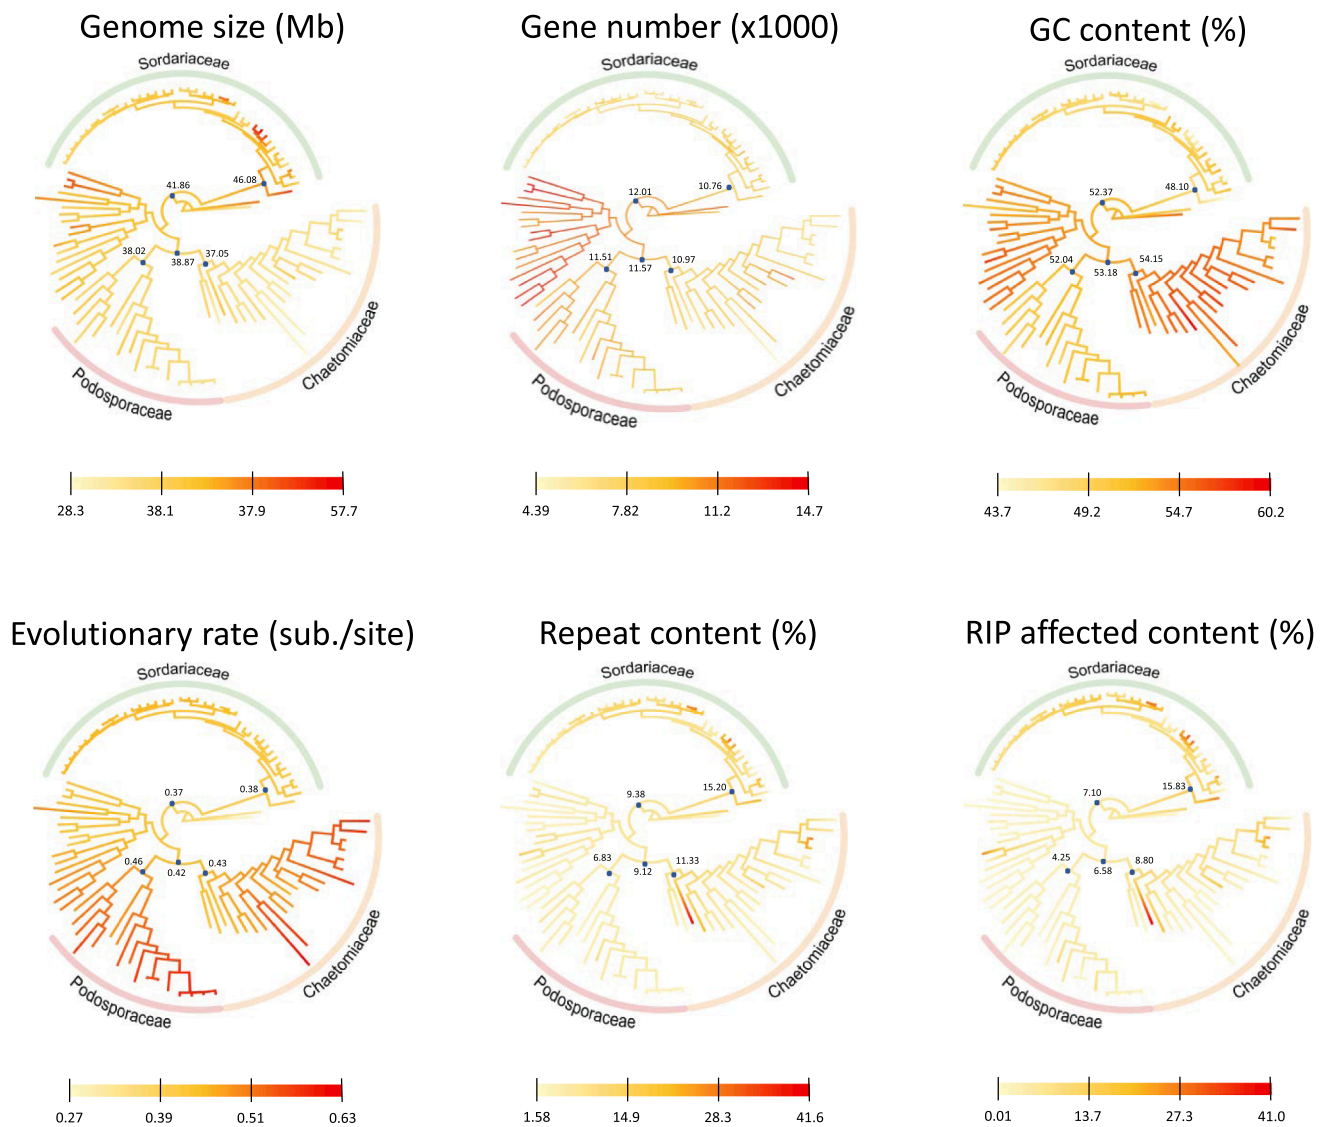 Genome size (Mb)
Gene number (x1000)
GC content (%)
Sordariaceae
Sordariaceae
Sordariaceae
41.86
46.08
38.02
38.87
37.05
Chaetomiaceae
Podosporaceae
12.01
10.76
11.51
11.57
10.97
Chaetomiaceae
Podosporaceae
52.37
48.10
52.04
53.18
54.15
Chaetomiaceae
Podosporaceae
28.3 38.1 37.9 57.7
4.39 7.82 11.2 14.7
43.7 49.2 54.7 60.2
Evolutionary rate (sub./site)
Repeat content (%)
RIP affected content (%)
Sordariaceae
Sordariaceae
Sordariaceae
0.37
0.38
0.46
0.42
0.43
Chaetomiaceae
Podosporaceae
9.38
15.20
6.83
9.12
11.33
Chaetomiaceae
Podosporaceae
7.10
15.83
4.25
6.58
8.80
Chaetomiaceae
Podosporaceae
0.27 0.39 0.51 0.63
1.58 14.9 28.3 41.6
0.01 13.7 27.3 41.0